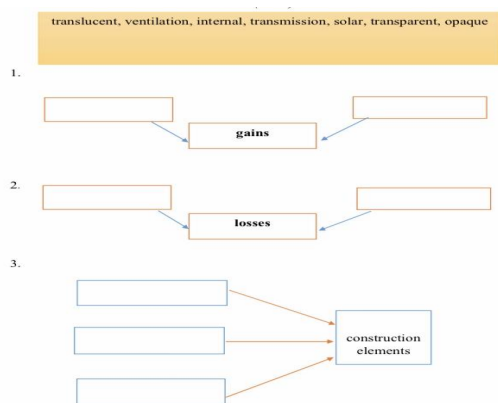 translucent, ventilation, internal, transmission, solar, transparent, opaque
1.
gains
2.
losses
3.
construction
elements